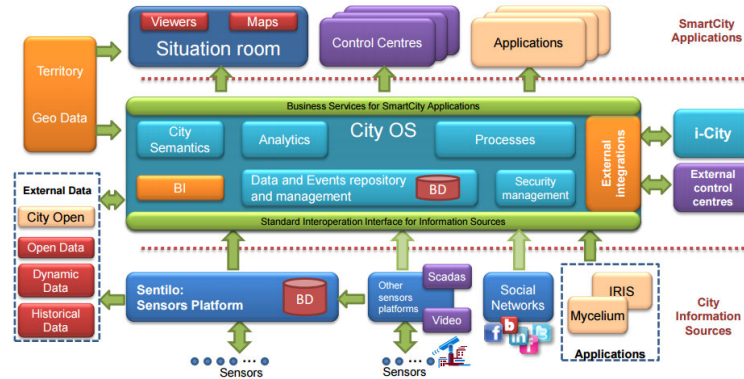 Viewers
Maps
Situation room
Control Centres
Applications
SmartCity
Applications
Territory
Geo Data
Business Services for SmartCity Applications
City OS
City
Semantics
Analytics
Processes
External
integrations
i-City
BI
Data and Events repository
and management
BD
Security
management
External
control
centres
Standard Interoperation Interface for Information Sources
External Data
City Open
Open Data
Dynamic
Data
Historical
Data
Sentilo:
Sensors Platform
BD
Other
sensors
platforms
Scadas
Video
Social
Networks
IRIS
Mycelium
Applications
City
Information
Sources
Sensors
Sensors